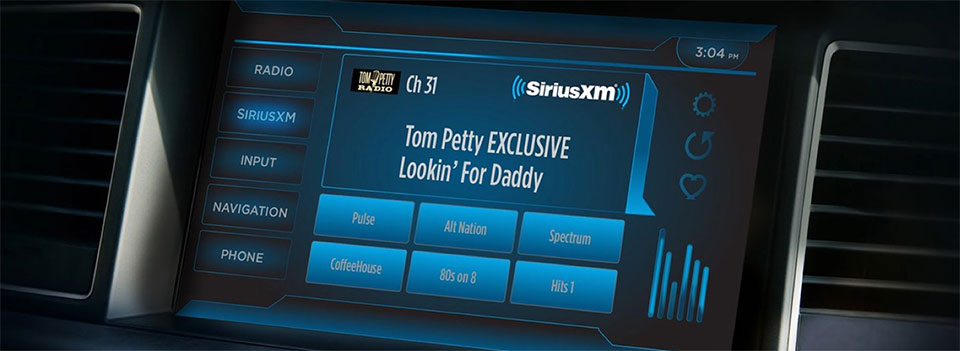 3:04 PM
RADIO
SIRIUSXM
INPUT
NAVIGATION
PHONE
TOM PETTY
RADIO
Ch 31
((SiriusXM))
Tom Petty EXCLUSIVE
Lookin' For Daddy
Pulse
Alt Nation
Spectrum
CoffeeHouse
80s on 8
Hits 1